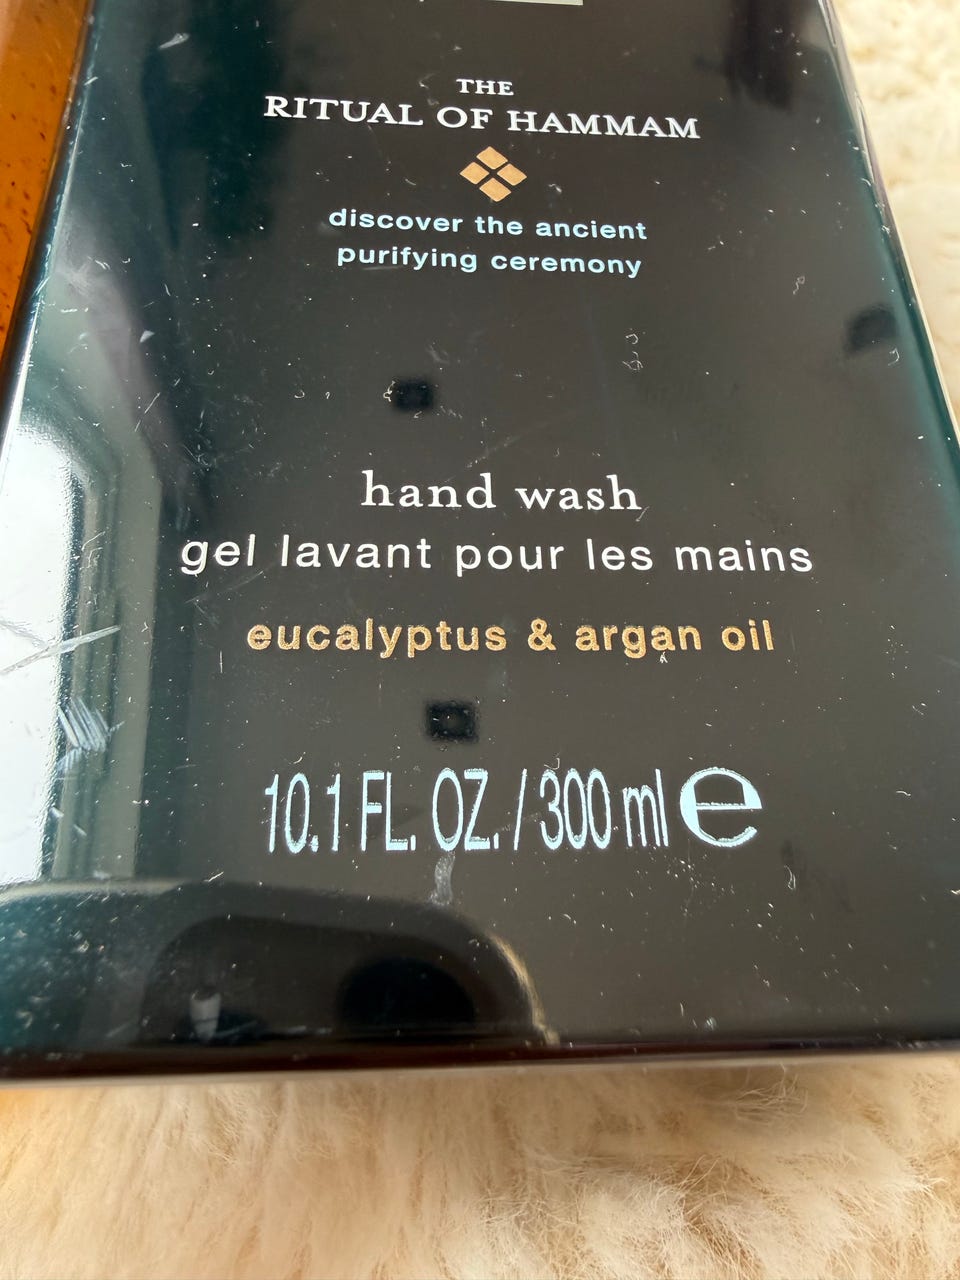 THE
RITUAL OF HAMMAM
discover the ancient
purifying ceremony
hand wash
gel lavant pour les mains
eucalyptus & argan oil
10.1 FL. OZ. / 300 ml ℮